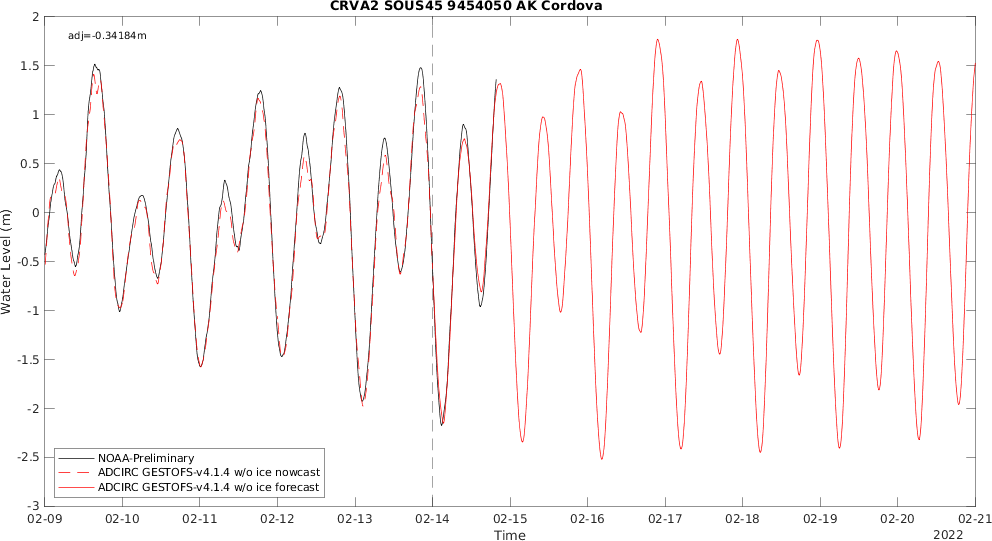 CRVA2 SOUS45 9454050 AK Cordova
adj=-0.34184m
2
1.5
1
0.5
0
-0.5
-1
-1.5
-2
-2.5
-3
Water Level (m)
NOAA-Preliminary
ADCIRC GESTOFS-v4.1.4 w/o ice nowcast
ADCIRC GESTOFS-v4.1.4 w/o ice forecast
02-09 02-10 02-11 02-12 02-13 02-14 02-15 02-16 02-17 02-18 02-19 02-20 02-21
Time
2022